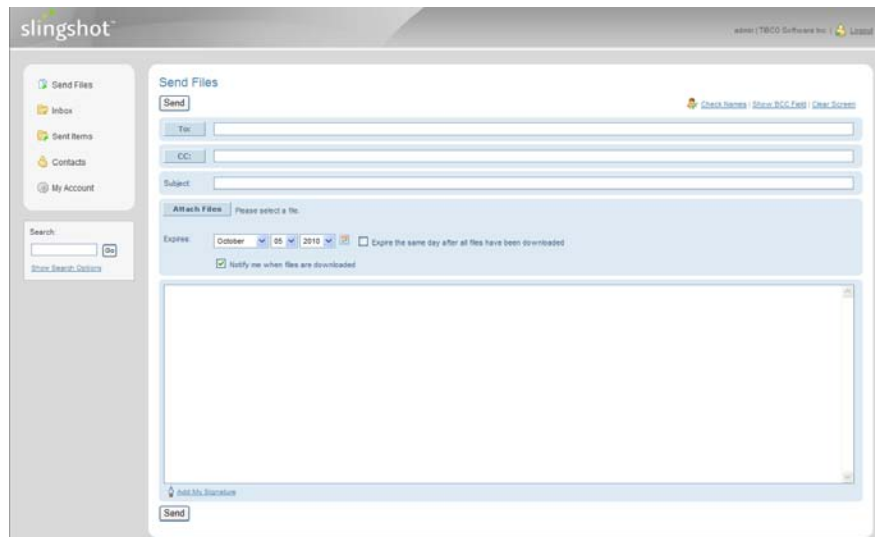 slingshot™
admin | TIBCO Software Inc. | Logout
Send Files
Inbox
Sent Items
Contacts
My Account
Search:
Go
Show Search Options
Send Files
Send
Check Names | Show BCC Field | Clear Screen
To:
CC:
Subject:
Attach Files Please select a file.
Expires: October 05 2010 Expire the same day after all files have been downloaded
Notify me when files are downloaded
Add My Signature
Send